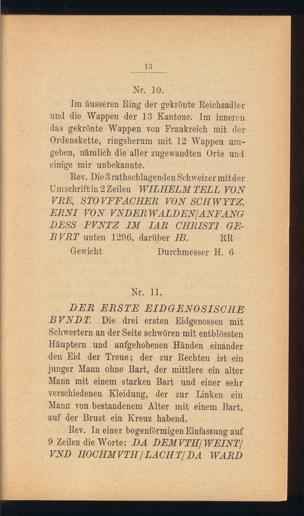 13
Nr. 10.
Im äusseren Ring der gekrönte Reichsadler
und die Wappen der 13 Kantone. Im inneren
das gekrönte Wappen von Frankreich mit der
Ordenskette, ringsherum mit 12 Wappen um-
geben, nämlich die aller zugewandten Orte und
einige mir unbekannte.
Rev. Die 3 rathschlagenden Schweizer mit der
Umschrift in 2 Zeilen WILHELM TELL VON
VRE, STOVFFACHER VON SCHWYTZ,
ERNI VON VNDERWALDEN/ANFANG
DESS PVNTZ IM IAR CHRISTI GE-
BVRT unten 1296, darüber IB. RR
Gewicht Durchmesser H. 6
Nr. 11.
DER ERSTE EIDGENOSISCHE
BVNDT. Die drei ersten Eidgenossen mit
Schwertern an der Seite schwören mit entblössten
Häuptern und aufgehobenen Händen einander
den Eid der Treue; der zur Rechten ist ein
junger Mann ohne Bart, der mittlere ein alter
Mann mit einem starken Bart und einer sehr
verschiedenen Kleidung, der zur Linken ein
Mann von bestandenem Alter mit einem Bart,
auf der Brust ein Kreuz habend.
Rev. In einer bogenförmigen Einfassung auf
9 Zeilen die Worte: DA DEMVTH/WEINT/
VND HOCHMVTH/LACHT/DA WARD